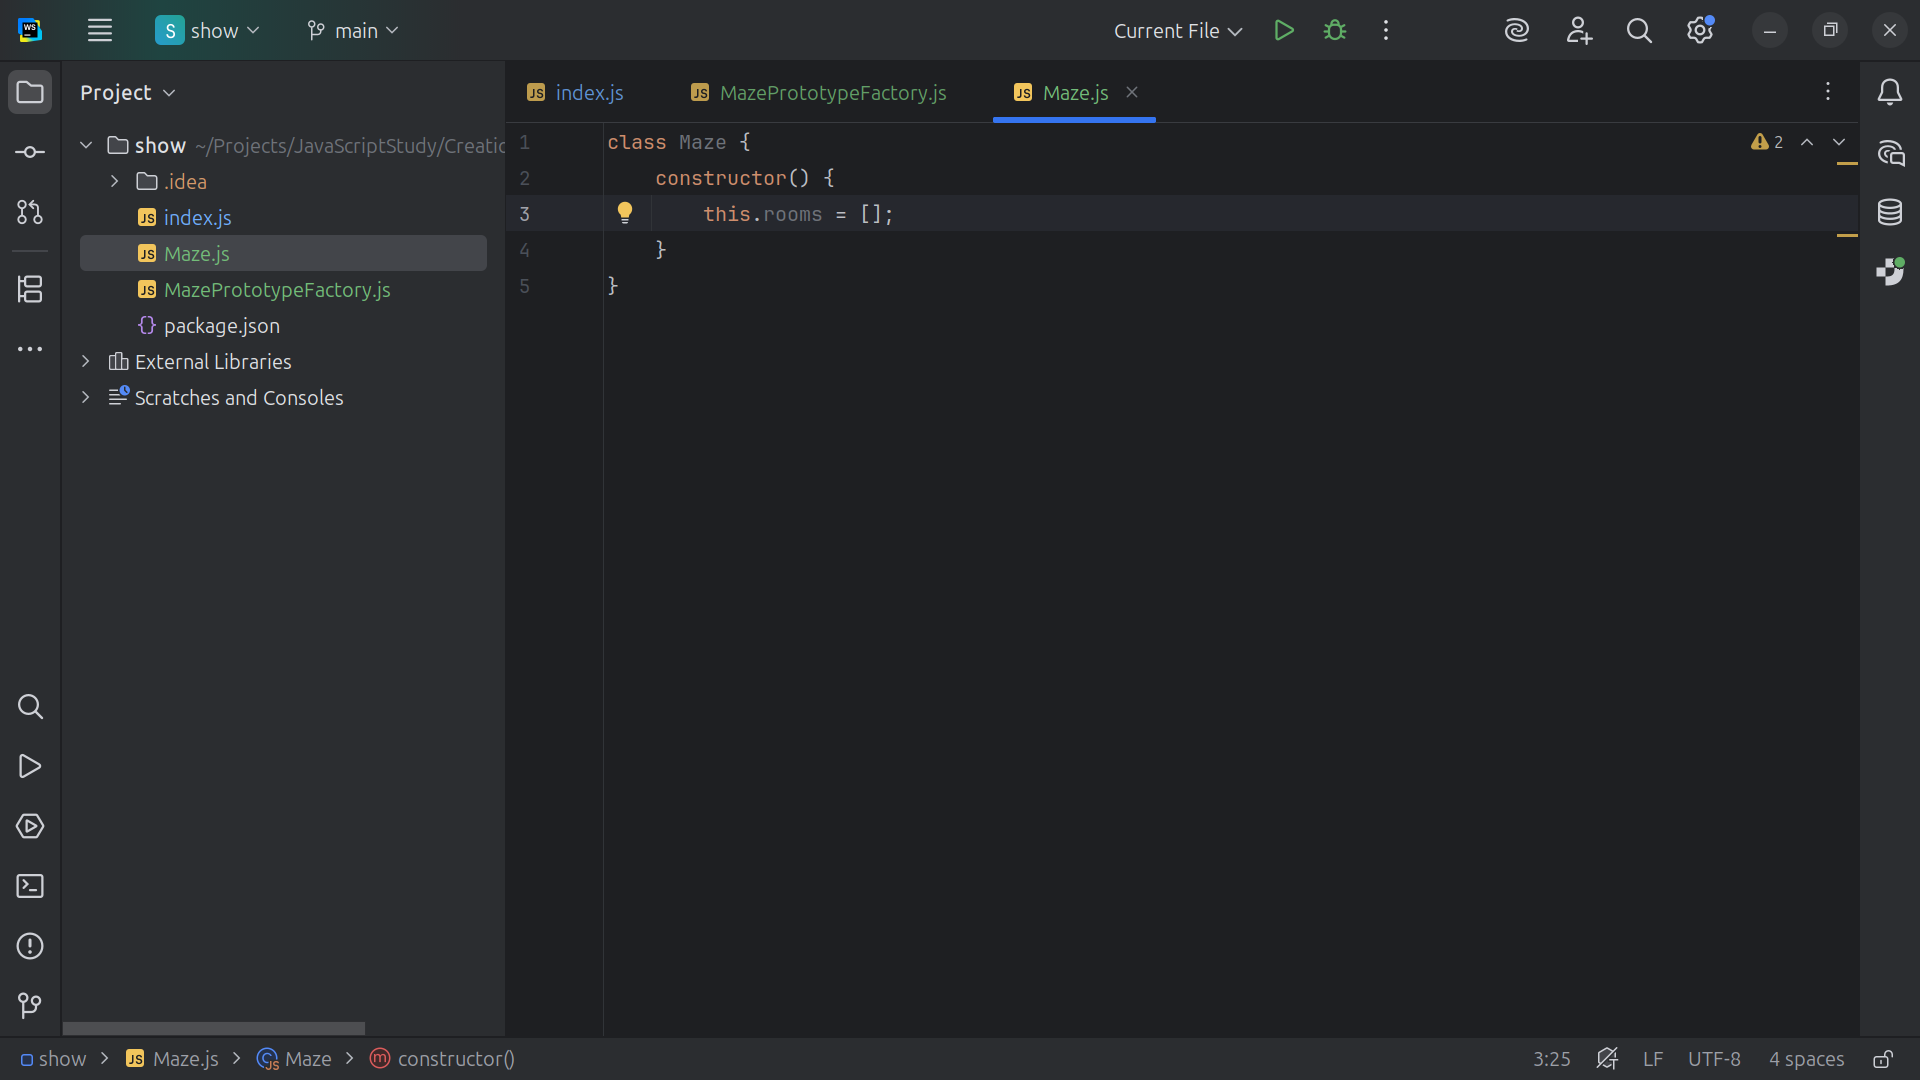 S show main Current File
Project
index.js MazePrototypeFactory.js Maze.js
show ~/Projects/JavaScriptStudy/Creatio
.idea
index.js
Maze.js
MazePrototypeFactory.js
package.json
External Libraries
Scratches and Consoles
1 class Maze { 2
2 constructor() {
3 this.rooms = [];
4 }
5 }
show Maze.js Maze constructor() 3:25 LF UTF-8 4 spaces